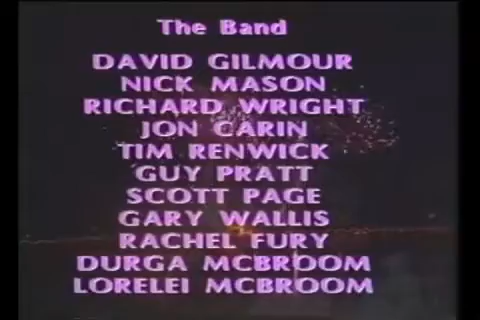 The Band
DAVID GILMOUR
NICK MASON
RICHARD WRIGHT
JON CARIN
TIM RENWICK
GUY PRATT
SCOTT PAGE
GARY WALLIS
RACHEL FURY
DURGA MCBROOM
LORELEI MCBROOM